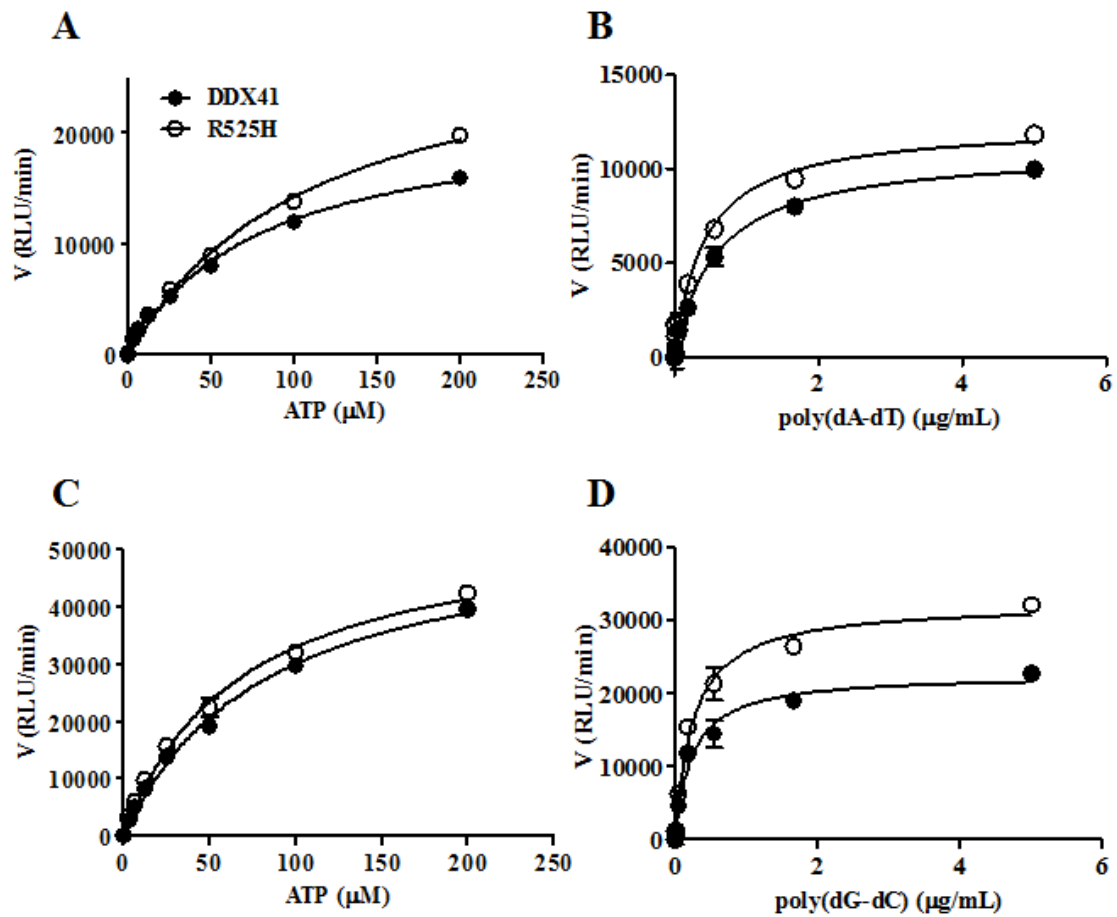 A
DDX41
R525H
20000
10000
0
V (RLU/min)
0 50 100 150 200 250
ATP (μM)
B
15000
10000
5000
0
V (RLU/min)
2 4 6
poly(dA-dT) (μg/mL)
C
50000
40000
30000
20000
10000
0
V (RLU/min)
0 50 100 150 200 250
ATP (μM)
D
40000
30000
20000
10000
0
V (RLU/min)
0 2 4 6
poly(dG-dC) (μg/mL)